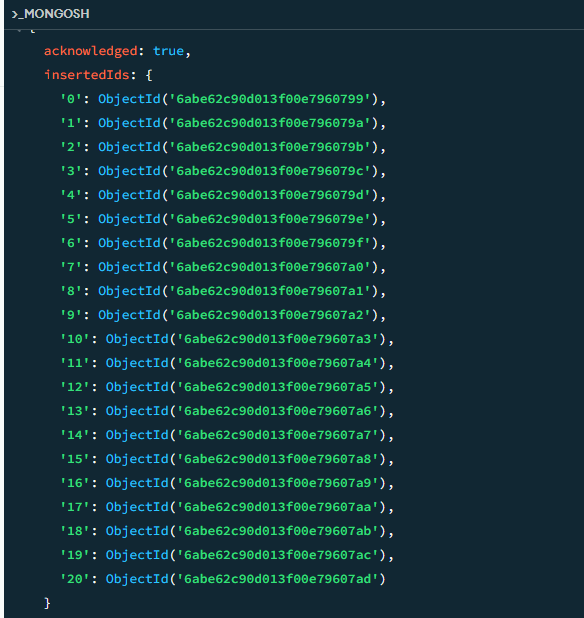 >_MONGOSH
{
acknowledged: true,
insertedIds: {
'0': ObjectId('6abe62c90d013f00e7960799'),
'1': ObjectId('6abe62c90d013f00e796079a'),
'2': ObjectId('6abe62c90d013f00e796079b'),
'3': ObjectId('6abe62c90d013f00e796079c'),
'4': ObjectId('6abe62c90d013f00e796079d'),
'5': ObjectId('6abe62c90d013f00e796079e'),
'6': ObjectId('6abe62c90d013f00e796079f'),
'7': ObjectId('6abe62c90d013f00e79607a0'),
'8': ObjectId('6abe62c90d013f00e79607a1'),
'9': ObjectId('6abe62c90d013f00e79607a2'),
'10': ObjectId('6abe62c90d013f00e79607a3'),
'11': ObjectId('6abe62c90d013f00e79607a4'),
'12': ObjectId('6abe62c90d013f00e79607a5'),
'13': ObjectId('6abe62c90d013f00e79607a6'),
'14': ObjectId('6abe62c90d013f00e79607a7'),
'15': ObjectId('6abe62c90d013f00e79607a8'),
'16': ObjectId('6abe62c90d013f00e79607a9'),
'17': ObjectId('6abe62c90d013f00e79607aa'),
'18': ObjectId('6abe62c90d013f00e79607ab'),
'19': ObjectId('6abe62c90d013f00e79607ac'),
'20': ObjectId('6abe62c90d013f00e79607ad')
}